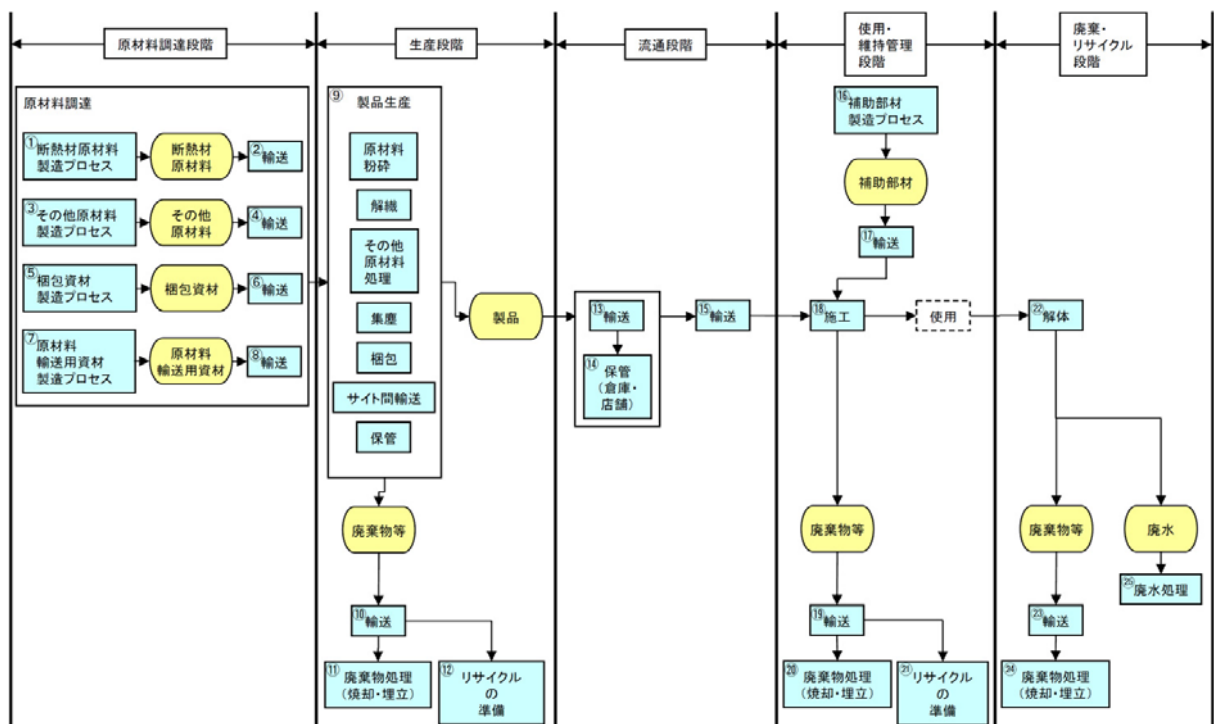 原材料調達段階
生産段階
流通段階
使用・
維持管理
段階
廃棄・
リサイクル
段階
原材料調達
①断熱材原材料
製造プロセス
断熱材
原材料
②輸送
③その他原材料
製造プロセス
その他
原材料
④輸送
⑤梱包資材
製造プロセス
梱包資材
⑥輸送
⑦原材料
輸送用資材
製造プロセス
原材料
輸送用資材
⑧輸送
⑨ 製品生産
原材料
粉砕
解繊
その他
原材料
処理
集塵
梱包
サイト間輸送
保管
廃棄物等
⑩輸送
⑪廃棄物処理
(焼却・埋立)
⑫リサイクル
の
準備
製品
⑬輸送
⑭保管
(倉庫・
店舗)
⑮輸送
⑯補助部材
製造プロセス
補助部材
⑰輸送
⑱施工
使用
廃棄物等
⑲輸送
⑳廃棄物処理
(焼却・埋立)
㉑リサイクル
の
準備
㉒解体
廃棄物等
㉓輸送
㉔廃棄物処理
(焼却・埋立)
廃水
㉕廃水処理